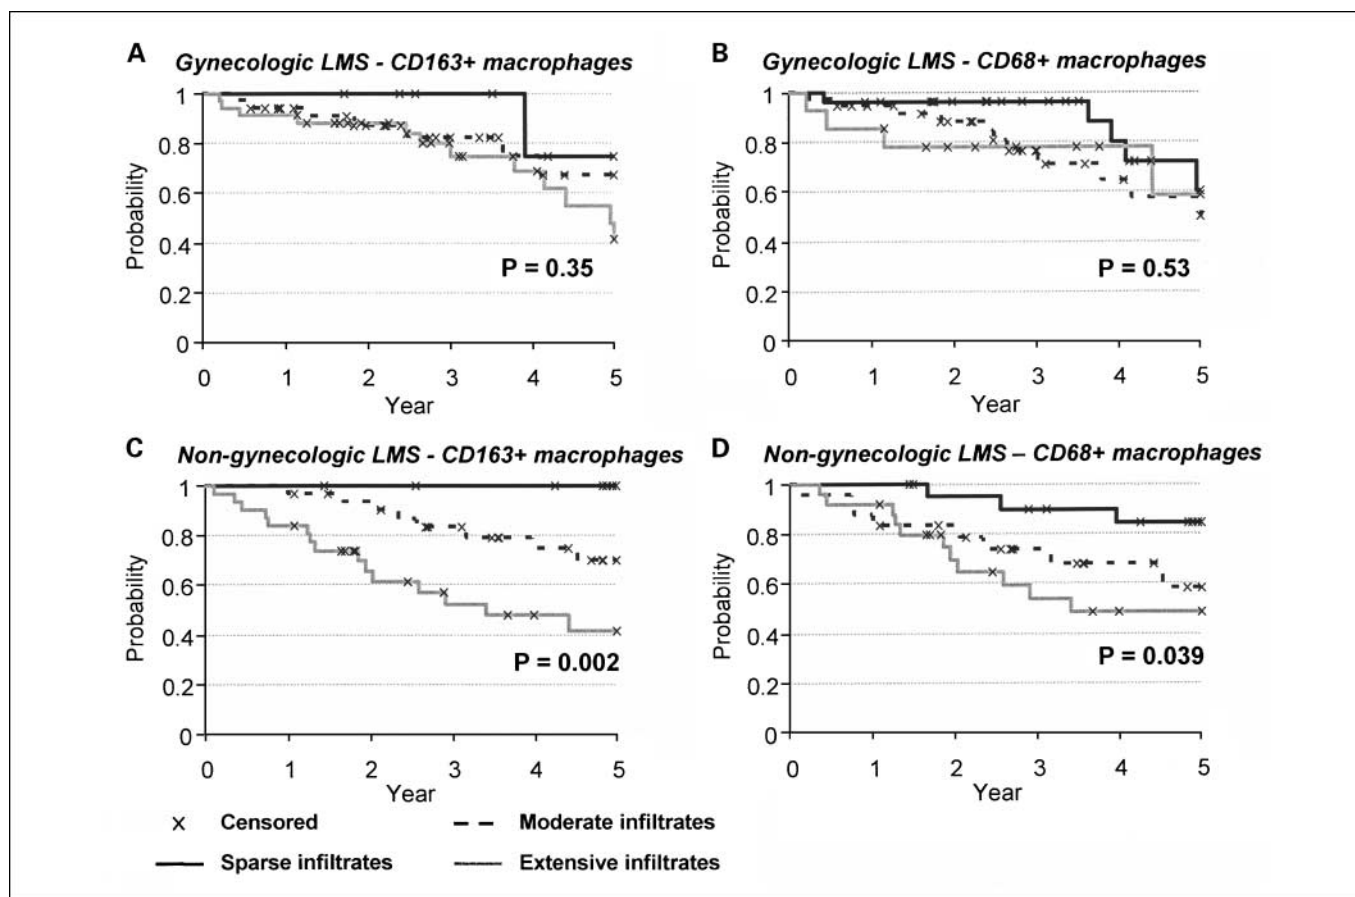 A Gynecologic LMS - CD163+ macrophages
1
0.8
0.6
0.4
0.2
0
Probability
P = 0.35
0 1 2 3 4 5
Year
B Gynecologic LMS - CD68+ macrophages
1
0.8
0.6
0.4
0.2
0
Probability
P = 0.53
0 1 2 3 4 5
Year
C Non-gynecologic LMS - CD163+ macrophages
1
0.8
0.6
0.4
0.2
0
Probability
P = 0.002
0 1 2 3 4 5
Year
D Non-gynecologic LMS – CD68+ macrophages
1
0.8
0.6
0.4
0.2
0
Probability
P = 0.039
0 1 2 3 4 5
Year
Censored
Moderate infiltrates
Sparse infiltrates
Extensive infiltrates